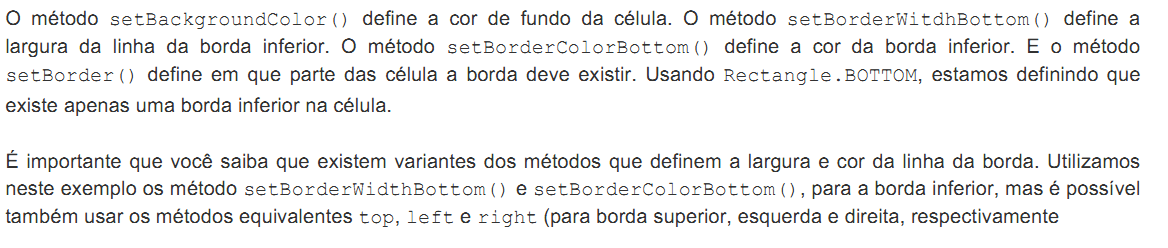 O método setBackgroundColor() define a cor de fundo da célula. O método setBorderWitdhBottom() define a
largura da linha da borda inferior. O método setBorderColorBottom() define a cor da borda inferior. E o método
setBorder() define em que parte das célula a borda deve existir. Usando Rectangle.BOTTOM, estamos definindo que
existe apenas uma borda inferior na célula.
É importante que você saiba que existem variantes dos métodos que definem a largura e cor da linha da borda. Utilizamos
neste exemplo os método setBorderWidthBottom() e setBorderColorBottom(), para a borda inferior, mas é possível
também usar os métodos equivalentes top, left e right (para borda superior, esquerda e direita, respectivamente